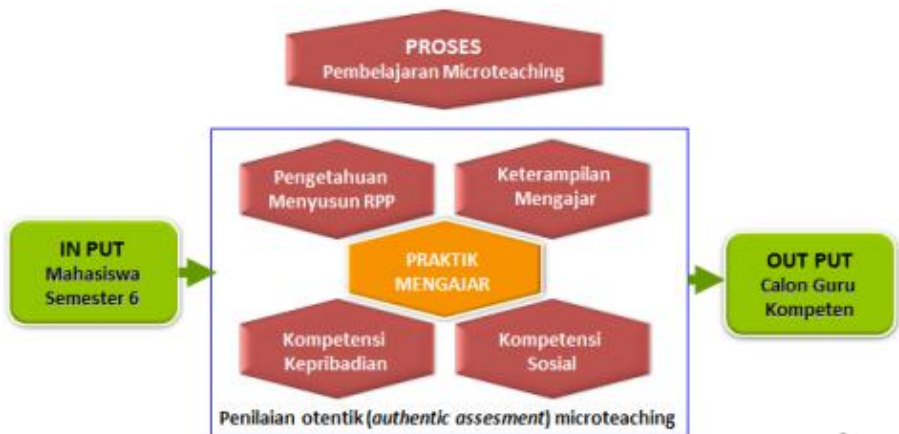 PROSES
Pembelajaran Microteaching
Pengetahuan
Menyusun RPP
Keterampilan
Mengajar
IN PUT
Mahasiswa
Semester 6
PRAKTIK
MENGAJAR
OUT PUT
Calon Guru
Kompeten
Kompetensi
Kepribadian
Kompetensi
Sosial
Penilaian otentik (authentic assesment) microteaching